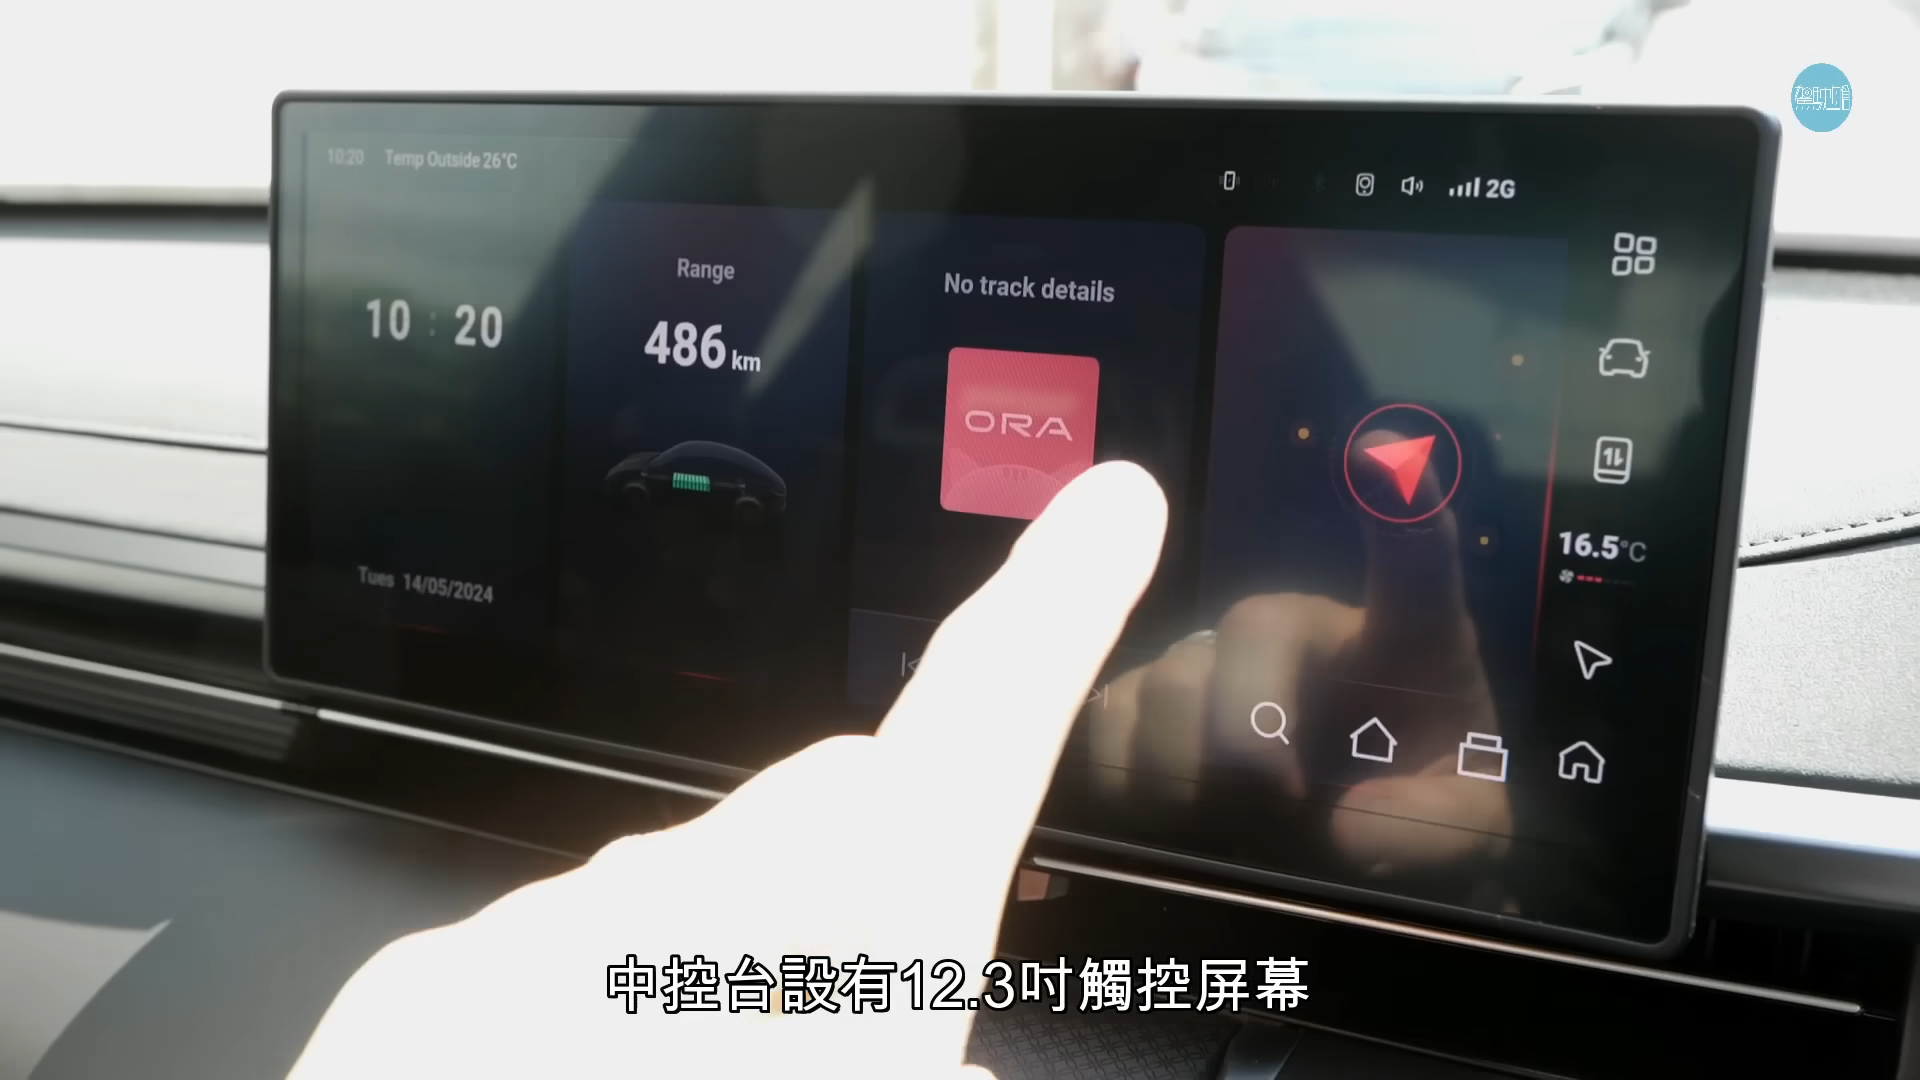 10:20 Temp Outside 26°C
2G
10 : 20
Tues 14/05/2024
Range
486 km
No track details
ORA
16.5°C
中控台設有12.3吋觸控屏幕